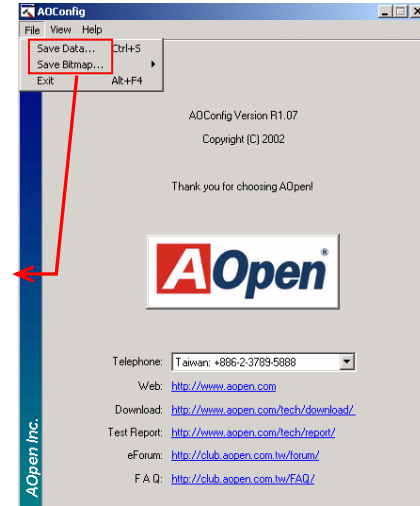 AOConfig
File View Help
Save Data... Ctrl+S
Save Bitmap...
Exit Alt+F4
AOConfig Version R1.07
Copyright (C) 2002
Thank you for choosing AOpen!
AOpen®
Telephone: Taiwan: +886-2-3789-5888
Web: http://www.aopen.com
Download: http://www.aopen.com/tech/download/
Test Report: http://www.aopen.com/tech/report/
eForum: http://club.aopen.com.tw/forum/
F A Q: http://club.aopen.com.tw/FAQ/
AOpen Inc.